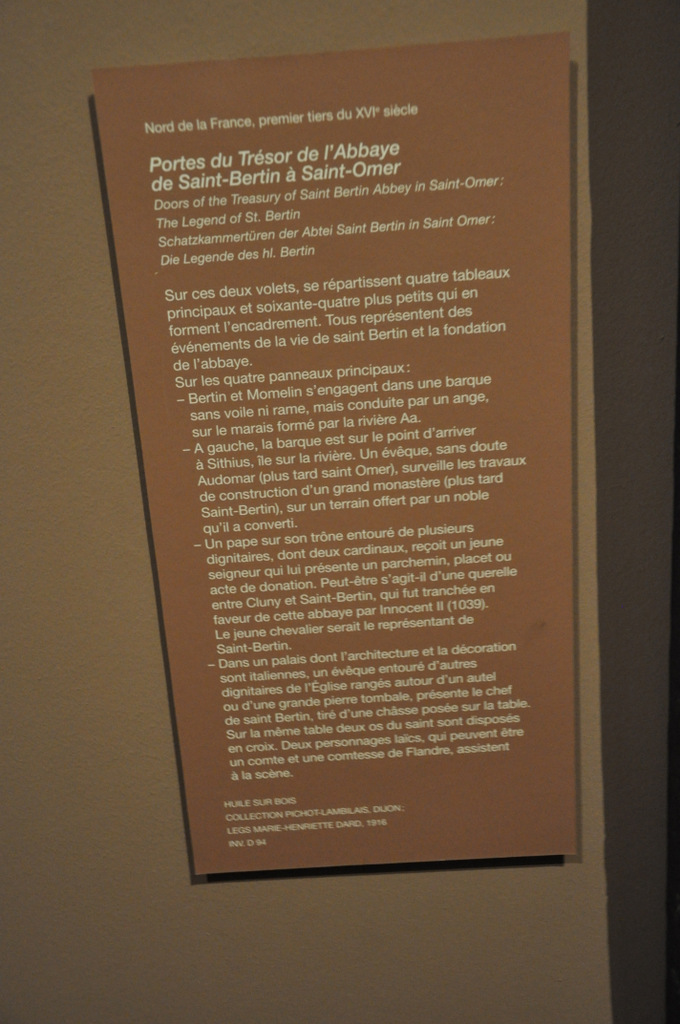 Nord de la France, premier tiers du XVIe siècle
Portes du Trésor de l'Abbaye
de Saint-Bertin à Saint-Omer
Doors of the Treasury of Saint Bertin Abbey in Saint-Omer:
The Legend of St. Bertin
Schatzkammertüren der Abtei Saint Bertin in Saint Omer:
Die Legende des hl. Bertin
Sur ces deux volets, se répartissent quatre tableaux
principaux et soixante-quatre plus petits qui en
forment l'encadrement. Tous représentent des
événements de la vie de saint Bertin et la fondation
de l'abbaye.
Sur les quatre panneaux principaux:
– Bertin et Momelin s'engagent dans une barque
sans voile ni rame, mais conduite par un ange,
sur le marais formé par la rivière Aa.
– A gauche, la barque est sur le point d'arriver
à Sithius, île sur la rivière. Un évêque, sans doute
Audomar (plus tard saint Omer), surveille les travaux
de construction d'un grand monastère (plus tard
Saint-Bertin), sur un terrain offert par un noble
qu'il a converti.
– Un pape sur son trône entouré de plusieurs
dignitaires, dont deux cardinaux, reçoit un jeune
seigneur qui lui présente un parchemin, placet ou
acte de donation. Peut-être s'agit-il d'une querelle
entre Cluny et Saint-Bertin, qui fut tranchée en
faveur de cette abbaye par Innocent II (1039).
Le jeune chevalier serait le représentant de
Saint-Bertin.
– Dans un palais dont l'architecture et la décoration
sont italiennes, un évêque entouré d'autres
dignitaires de l'Église rangés autour d'un autel
ou d'une grande pierre tombale, présente le chef
de saint Bertin, tiré d'une châsse posée sur la table.
Sur la même table deux os du saint sont disposés
en croix. Deux personnages laïcs, qui peuvent être
un comte et une comtesse de Flandre, assistent
à la scène.
HUILE SUR BOIS
COLLECTION PICHOT-LAMBILAIS, DIJON;
LEGS MARIE-HENRIETTE DARD, 1916
INV. D 94